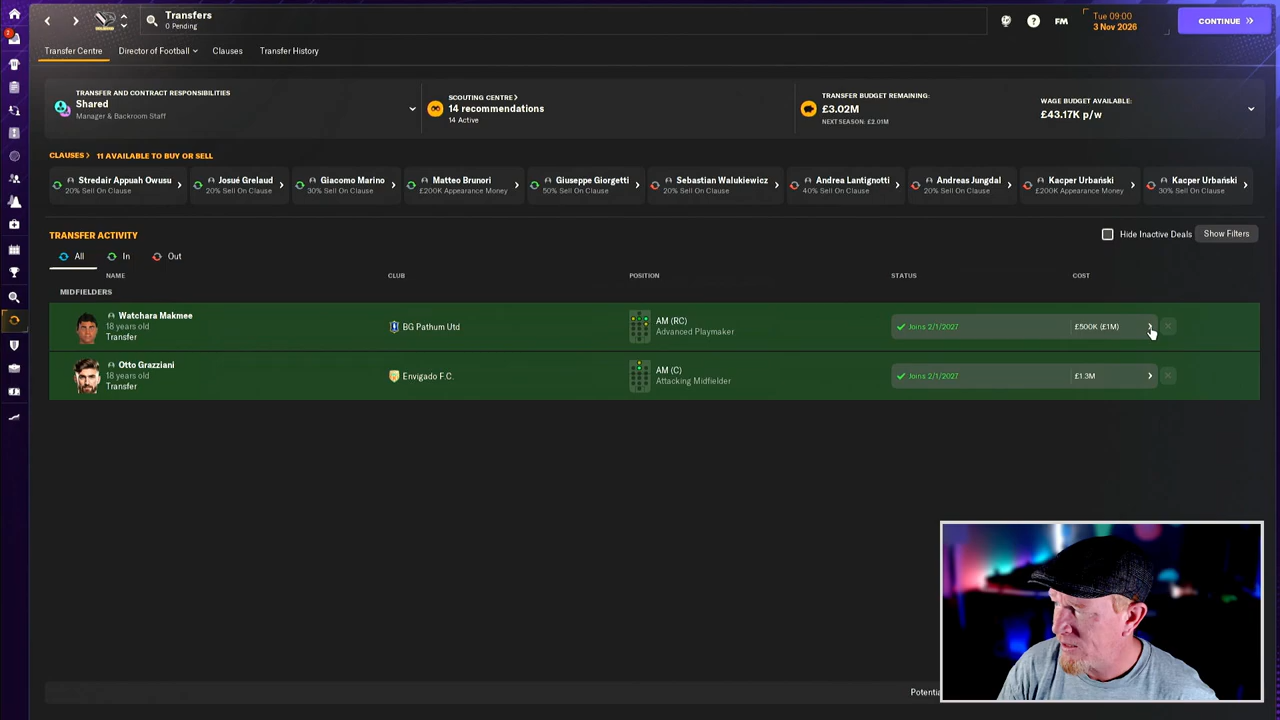 Transfers
0 Pending
2
FM
Tue 09:00
3 Nov 2026
CONTINUE
Transfer Centre
Director of Football
Clauses
Transfer History
TRANSFER AND CONTRACT RESPONSIBILITIES
Shared
Manager & Backroom Staff
SCOUTING CENTRE
14 recommendations
14 Active
TRANSFER BUDGET REMAINING:
£3.02M
NEXT SEASON: £2.01M
WAGE BUDGET AVAILABLE:
£43.17K p/w
CLAUSES 11 AVAILABLE TO BUY OR SELL
Stredair Appuah Owusu
20% Sell On Clause
Josué Grelaud
20% Sell On Clause
Giacomo Marino
30% Sell On Clause
Matteo Brunori
£200K Appearance Money
Giuseppe Giorgetti
50% Sell On Clause
Sebastian Walukiewicz
20% Sell On Clause
Andrea Lantignotti
40% Sell On Clause
Andreas Jungdal
20% Sell On Clause
Kacper Urbański
£200K Appearance Money
Kacper Urbański
30% Sell On Clause
TRANSFER ACTIVITY
Hide Inactive Deals
Show Filters
All
In
Out
NAME CLUB POSITION STATUS COST
MIDFIELDERS
Watchara Makmee
18 years old
Transfer
BG Pathum Utd
AM (RC)
Advanced Playmaker
Joins 2/1/2027
£500K (£1M)
Otto Grazziani
18 years old
Transfer
Envigado F.C.
AM (C)
Attacking Midfielder
Joins 2/1/2027
£1.3M